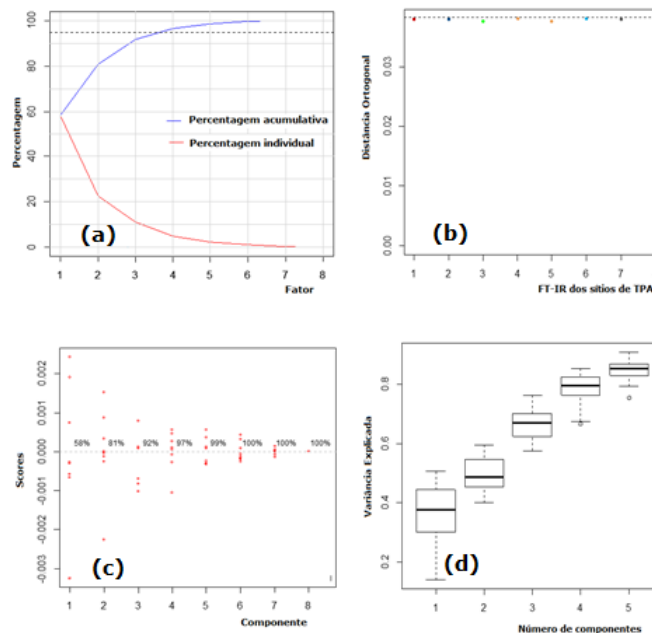 100
80
60
40
20
0
Percentagem
Percentagem acumulativa
Percentagem individual
(a)
1 2 3 4 5 6 7 8
Fator
0.03
0.02
0.01
0.00
Distância Ortogonal
(b)
1 2 3 4 5 6 7
FT-IR dos sítios de TPA
0.002
0.001
0.000
-0.001
-0.002
-0.003
Scores
58% 81% 92% 97% 99% 100% 100% 100%
(c)
1 2 3 4 5 6 7 8
Componente
0.8
0.6
0.4
0.2
Variância Explicada
(d)
1 2 3 4 5
Número de componentes